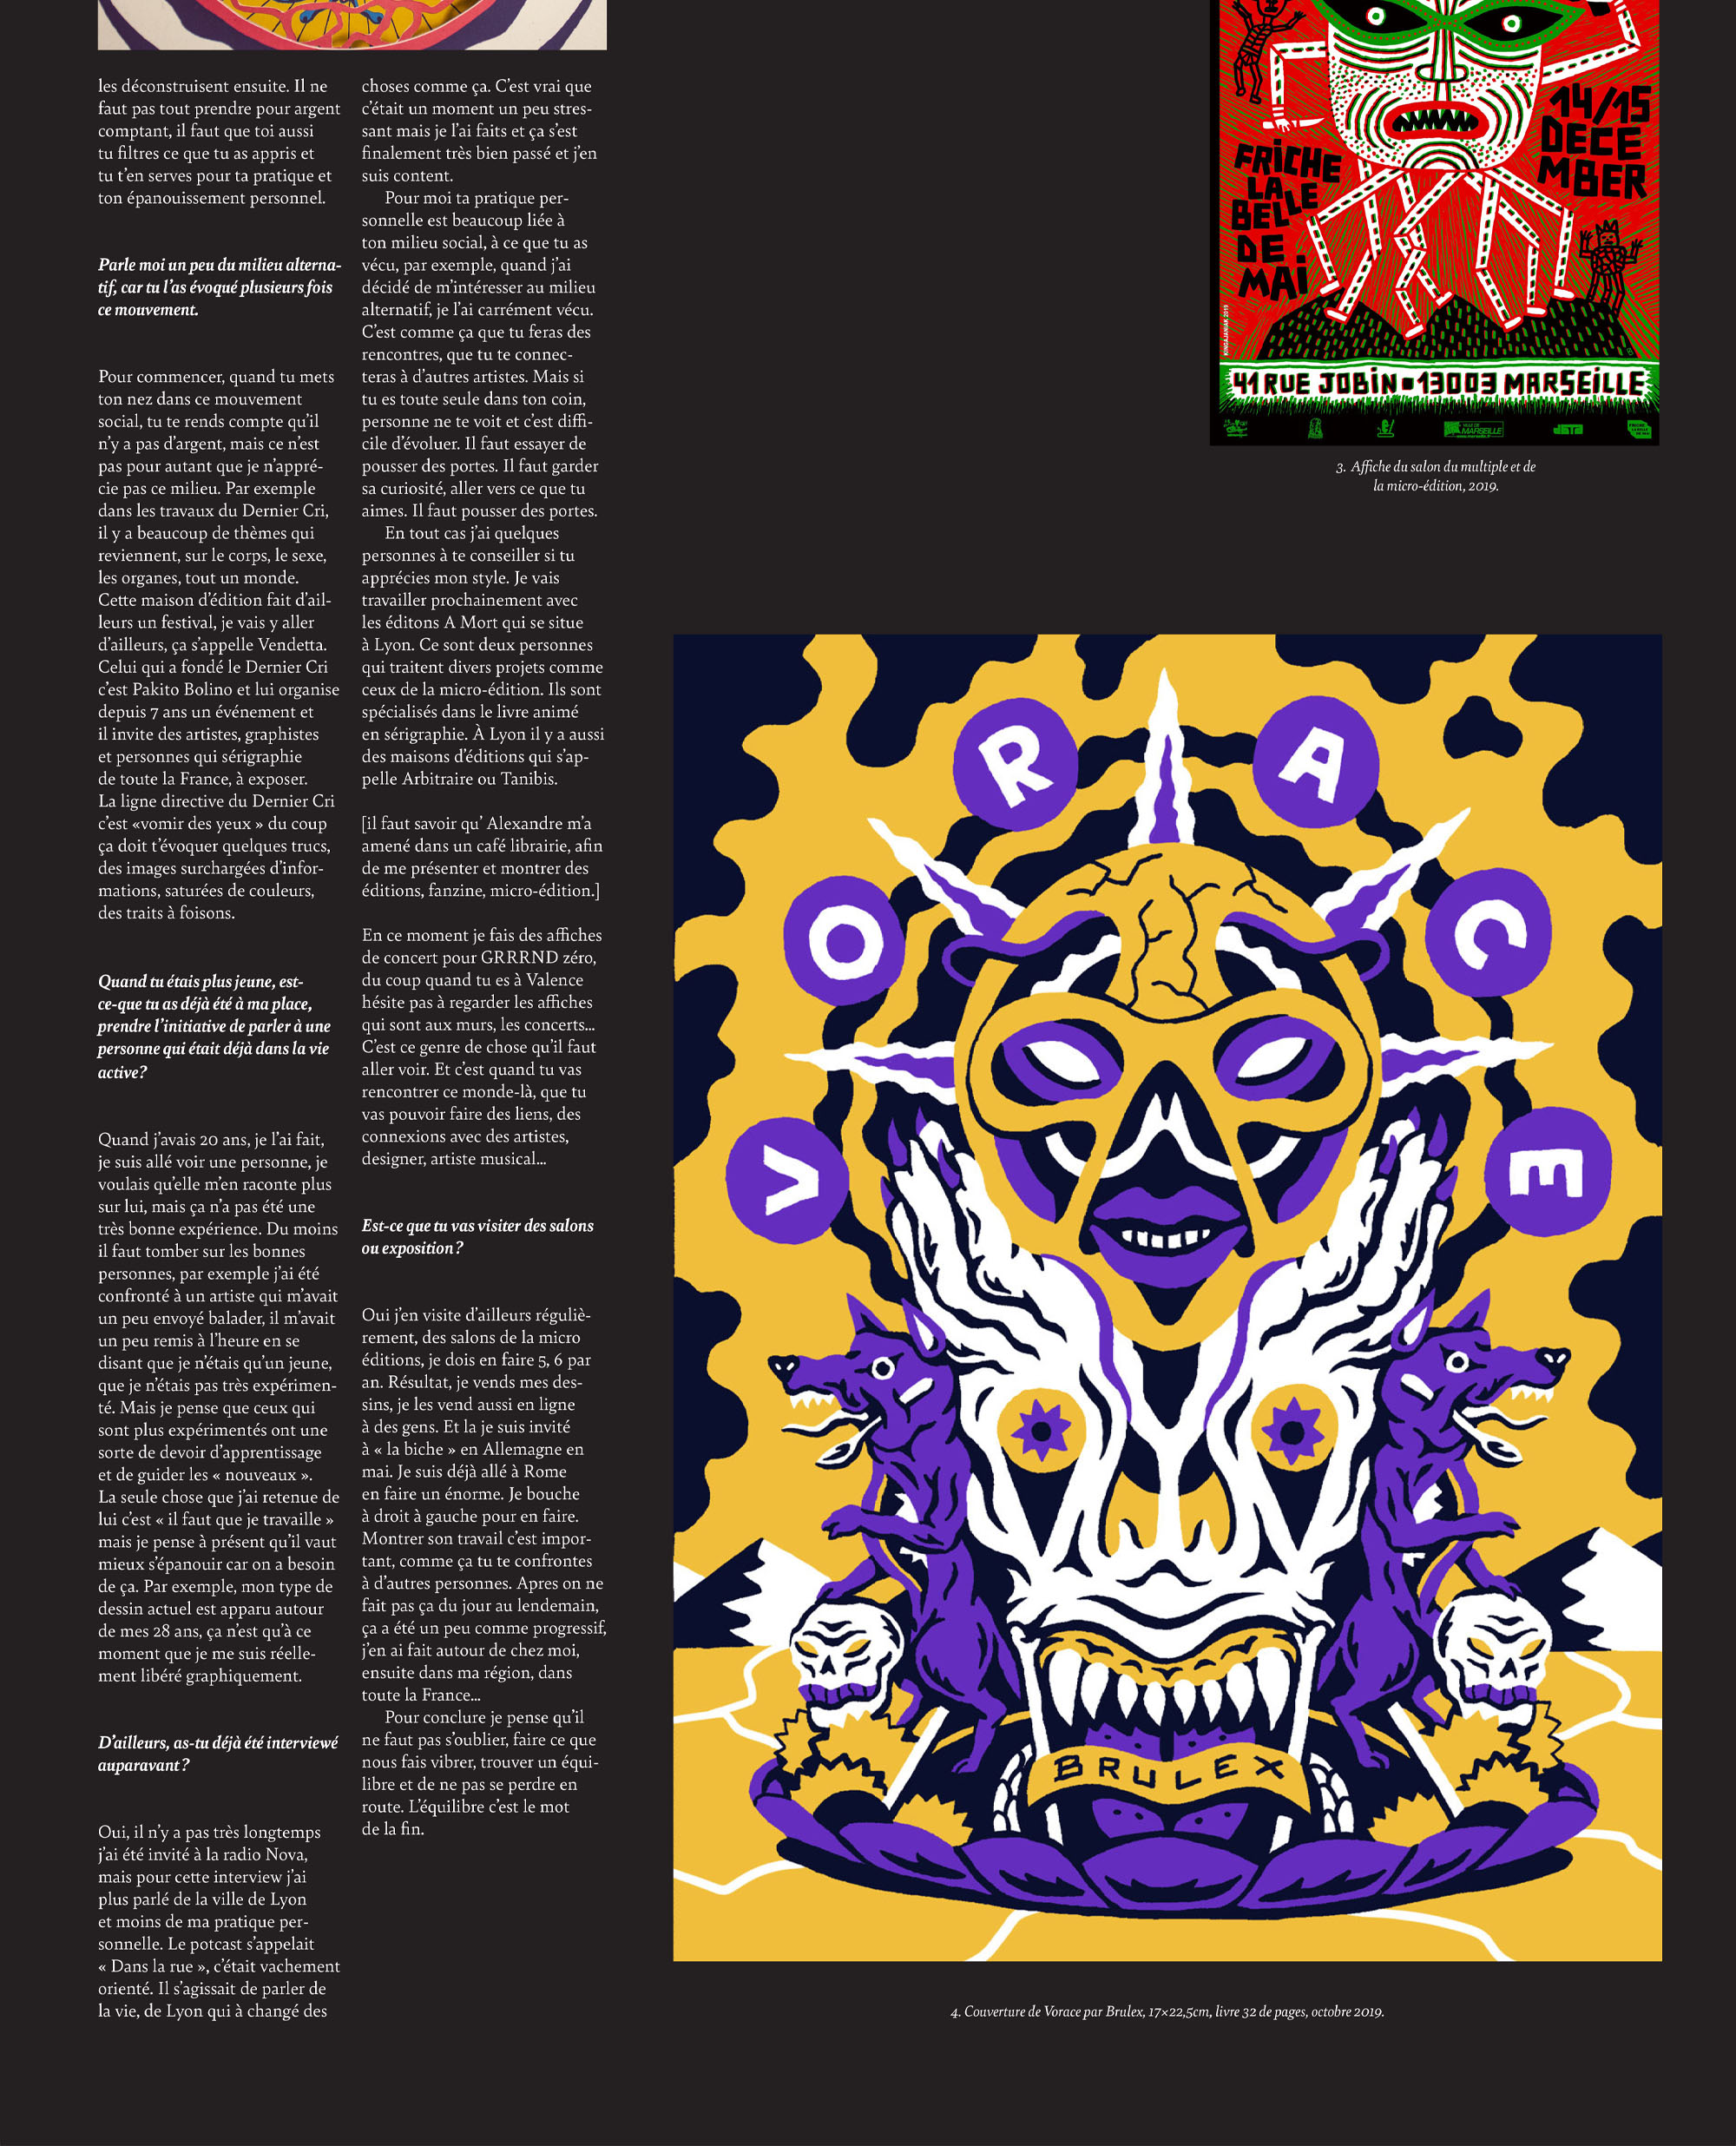 les déconstruisent ensuite. Il ne
faut pas tout prendre pour argent
comptant, il faut que toi aussi
tu filtres ce que tu as appris et
tu t’en serves pour ta pratique et
ton épanouissement personnel.
Parle moi un peu du milieu alterna-
tif, car tu l’as évoqué plusieurs fois
ce mouvement.
Pour commencer, quand tu mets
ton nez dans ce mouvement
social, tu te rends compte qu’il
n’y a pas d’argent, mais ce n’est
pas pour autant que je n’appré-
cie pas ce milieu. Par exemple
dans les travaux du Dernier Cri,
il y a beaucoup de thèmes qui
reviennent, sur le corps, le sexe,
les organes, tout un monde.
Cette maison d’édition fait d’ail-
leurs un festival, je vais y aller
d’ailleurs, ça s’appelle Vendetta.
Celui qui a fondé le Dernier Cri
c’est Pakito Bolino et lui organise
depuis 7 ans un événement et
il invite des artistes, graphistes
et personnes qui sérigraphie
de toute la France, à exposer.
La ligne directive du Dernier Cri
c’est «vomir des yeux » du coup
ça doit t’évoquer quelques trucs,
des images surchargées d’infor-
mations, saturées de couleurs,
des traits à foisons.
Quand tu étais plus jeune, est-
ce-que tu as déjà été à ma place,
prendre l’initiative de parler à une
personne qui était déjà dans la vie
active?
Quand j’avais 20 ans, je l’ai fait,
je suis allé voir une personne, je
voulais qu’elle m’en raconte plus
sur lui, mais ça n’a pas été une
très bonne expérience. Du moins
il faut tomber sur les bonnes
personnes, par exemple j’ai été
confronté à un artiste qui m’avait
un peu envoyé balader, il m’avait
un peu remis à l’heure en se
disant que je n’étais qu’un jeune,
que je n’étais pas très expérimen-
té. Mais je pense que ceux qui
sont plus expérimentés ont une
sorte de devoir d’apprentissage
et de guider les « nouveaux ».
La seule chose que j’ai retenue de
lui c’est « il faut que je travaille »
mais je pense à présent qu’il vaut
mieux s’épanouir car on a besoin
de ça. Par exemple, mon type de
dessin actuel est apparu autour
de mes 28 ans, ça n’est qu’à ce
moment que je me suis réelle-
ment libéré graphiquement.
D’ailleurs, as-tu déjà été interviewé
auparavant?
Oui, il n’y a pas très longtemps
j’ai été invité à la radio Nova,
mais pour cette interview j’ai
plus parlé de la ville de Lyon
et moins de ma pratique per-
sonnelle. Le potcast s’appelait
« Dans la rue », c’était vachement
orienté. Il s’agissait de parler de
la vie, de Lyon qui à changé des
choses comme ça. C’est vrai que
c’était un moment un peu stres-
sant mais je l’ai faits et ça s’est
finalement très bien passé et j’en
suis content.
Pour moi ta pratique per-
sonnelle est beaucoup liée à
ton milieu social, à ce que tu as
vécu, par exemple, quand j’ai
décidé de m’intéresser au milieu
alternatif, je l’ai carrément vécu.
C’est comme ça que tu feras des
rencontres, que tu te connec-
teras à d’autres artistes. Mais si
tu es toute seule dans ton coin,
personne ne te voit et c’est diffi-
cile d’évoluer. Il faut essayer de
pousser des portes. Il faut garder
sa curiosité, aller vers ce que tu
aimes. Il faut pousser des portes.
En tout cas j’ai quelques
personnes à te conseiller si tu
apprécies mon style. Je vais
travailler prochainement avec
les éditons A Mort qui se situe
à Lyon. Ce sont deux personnes
qui traitent divers projets comme
ceux de la micro-édition. Ils sont
spécialisés dans le livre animé
en sérigraphie. À Lyon il y a aussi
des maisons d’éditions qui s’ap-
pelle Arbitraire ou Tanibis.
[il faut savoir qu’ Alexandre m’a
amené dans un café librairie, afin
de me présenter et montrer des
éditions, fanzine, micro-édition.]
En ce moment je fais des affiches
de concert pour GRRRND zéro,
du coup quand tu es à Valence
hésite pas à regarder les affiches
qui sont aux murs, les concerts...
C’est ce genre de chose qu’il faut
aller voir. Et c’est quand tu vas
rencontrer ce monde-là, que tu
vas pouvoir faire des liens, des
connexions avec des artistes,
designer, artiste musical...
Est-ce que tu vas visiter des salons
ou exposition?
Oui j’en visite d’ailleurs réguliè-
rement, des salons de la micro
éditions, je dois en faire 5, 6 par
an. Résultat, je vends mes des-
sins, je les vend aussi en ligne
à des gens. Et la je suis invité
à « la biche » en Allemagne en
mai. Je suis déjà allé à Rome
en faire un énorme. Je bouche
à droit à gauche pour en faire.
Montrer son travail c’est impor-
tant, comme ça tu te confrontes
à d’autres personnes. Apres on ne
fait pas ça du jour au lendemain,
ça a été un peu comme progressif,
j’en ai fait autour de chez moi,
ensuite dans ma région, dans
toute la France...
Pour conclure je pense qu’il
ne faut pas s’oublier, faire ce que
nous fais vibrer, trouver un équi-
libre et de ne pas se perdre en
route. L’équilibre c’est le mot
de la fin.
14/15
DECE
MBER
FRiCHE
LA
BELLE
DE
MAi
KINGAJANIAK 2019
41 RUE JOBiN 13003 MARSEiLLE
VILLE DE
MARSEILLE
3. Affiche du salon du multiple et de
la micro-édition, 2019.
VORACE
BRULEX
4. Couverture de Vorace par Brulex, 17×22,5cm, livre 32 de pages, octobre 2019.